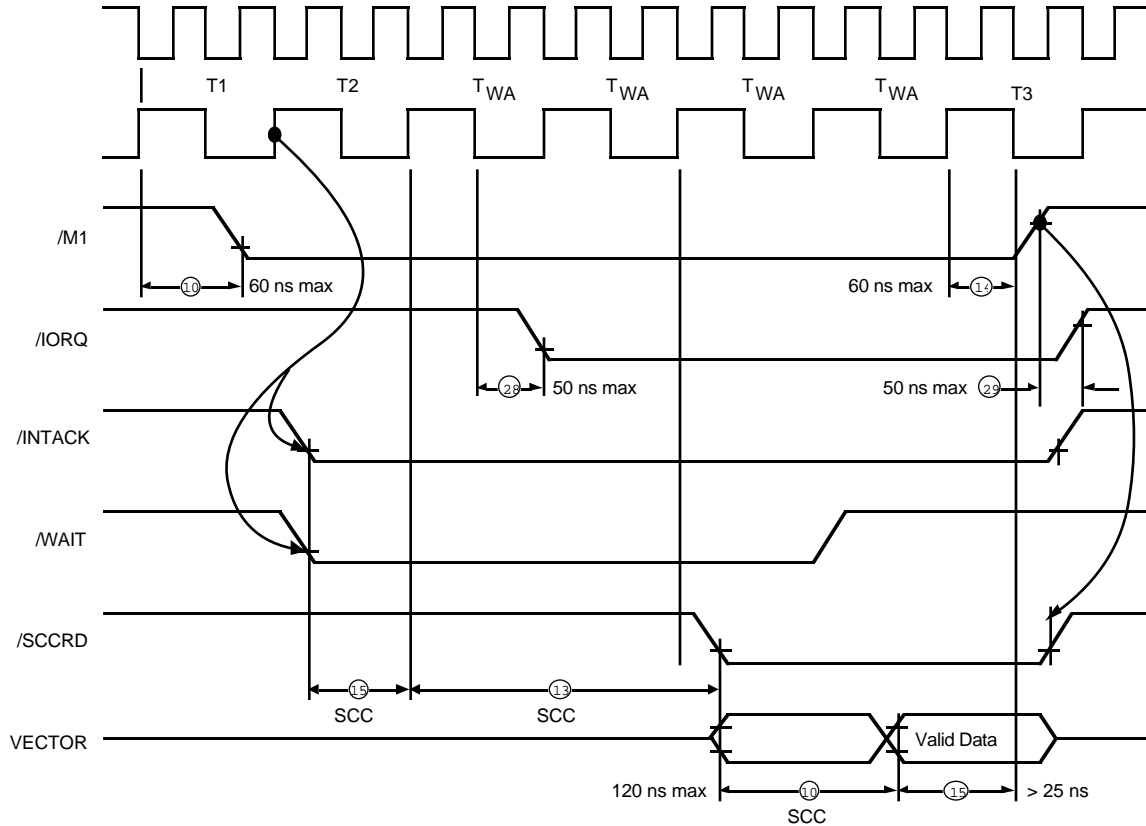 T1 T2 TWA TWA TWA TWA T3
/M1
10 60 ns max 60 ns max 14
/IORQ
28 50 ns max 50 ns max 29
/INTACK
/WAIT
/SCCRD
15 13
SCC SCC
VECTOR Valid Data
120 ns max 10 15 > 25 ns
SCC